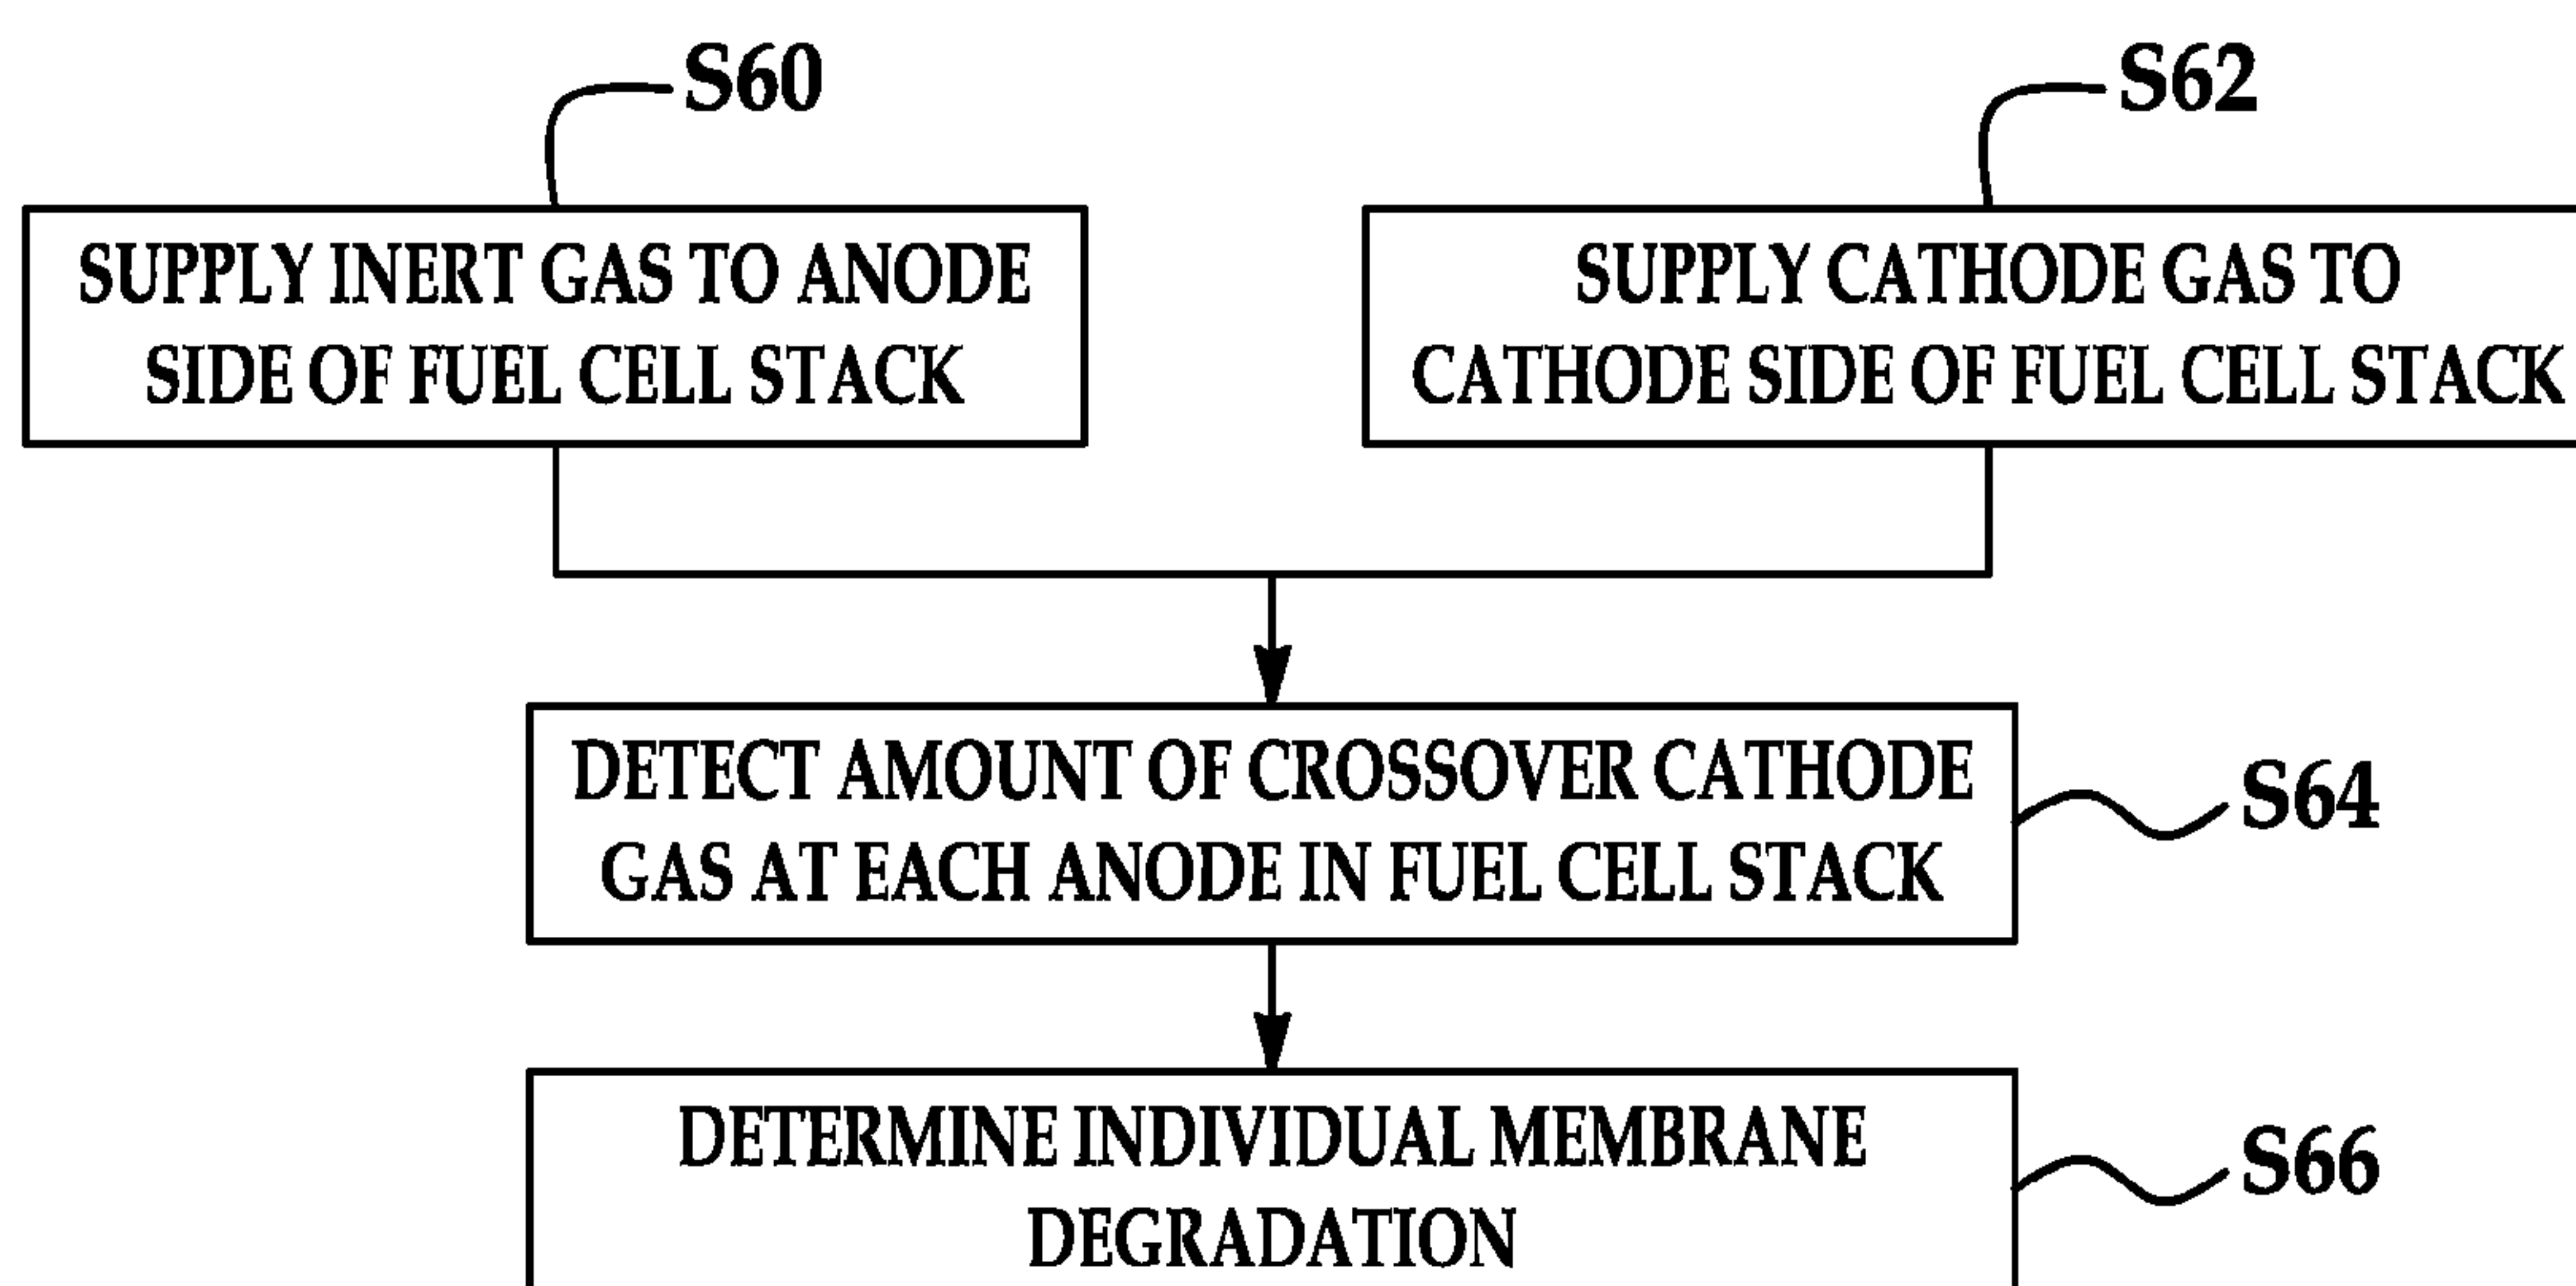 S60
S62
SUPPLY INERT GAS TO ANODE
SIDE OF FUEL CELL STACK
SUPPLY CATHODE GAS TO
CATHODE SIDE OF FUEL CELL STACK
DETECT AMOUNT OF CROSSOVER CATHODE
GAS AT EACH ANODE IN FUEL CELL STACK
S64
DETERMINE INDIVIDUAL MEMBRANE
DEGRADATION
S66